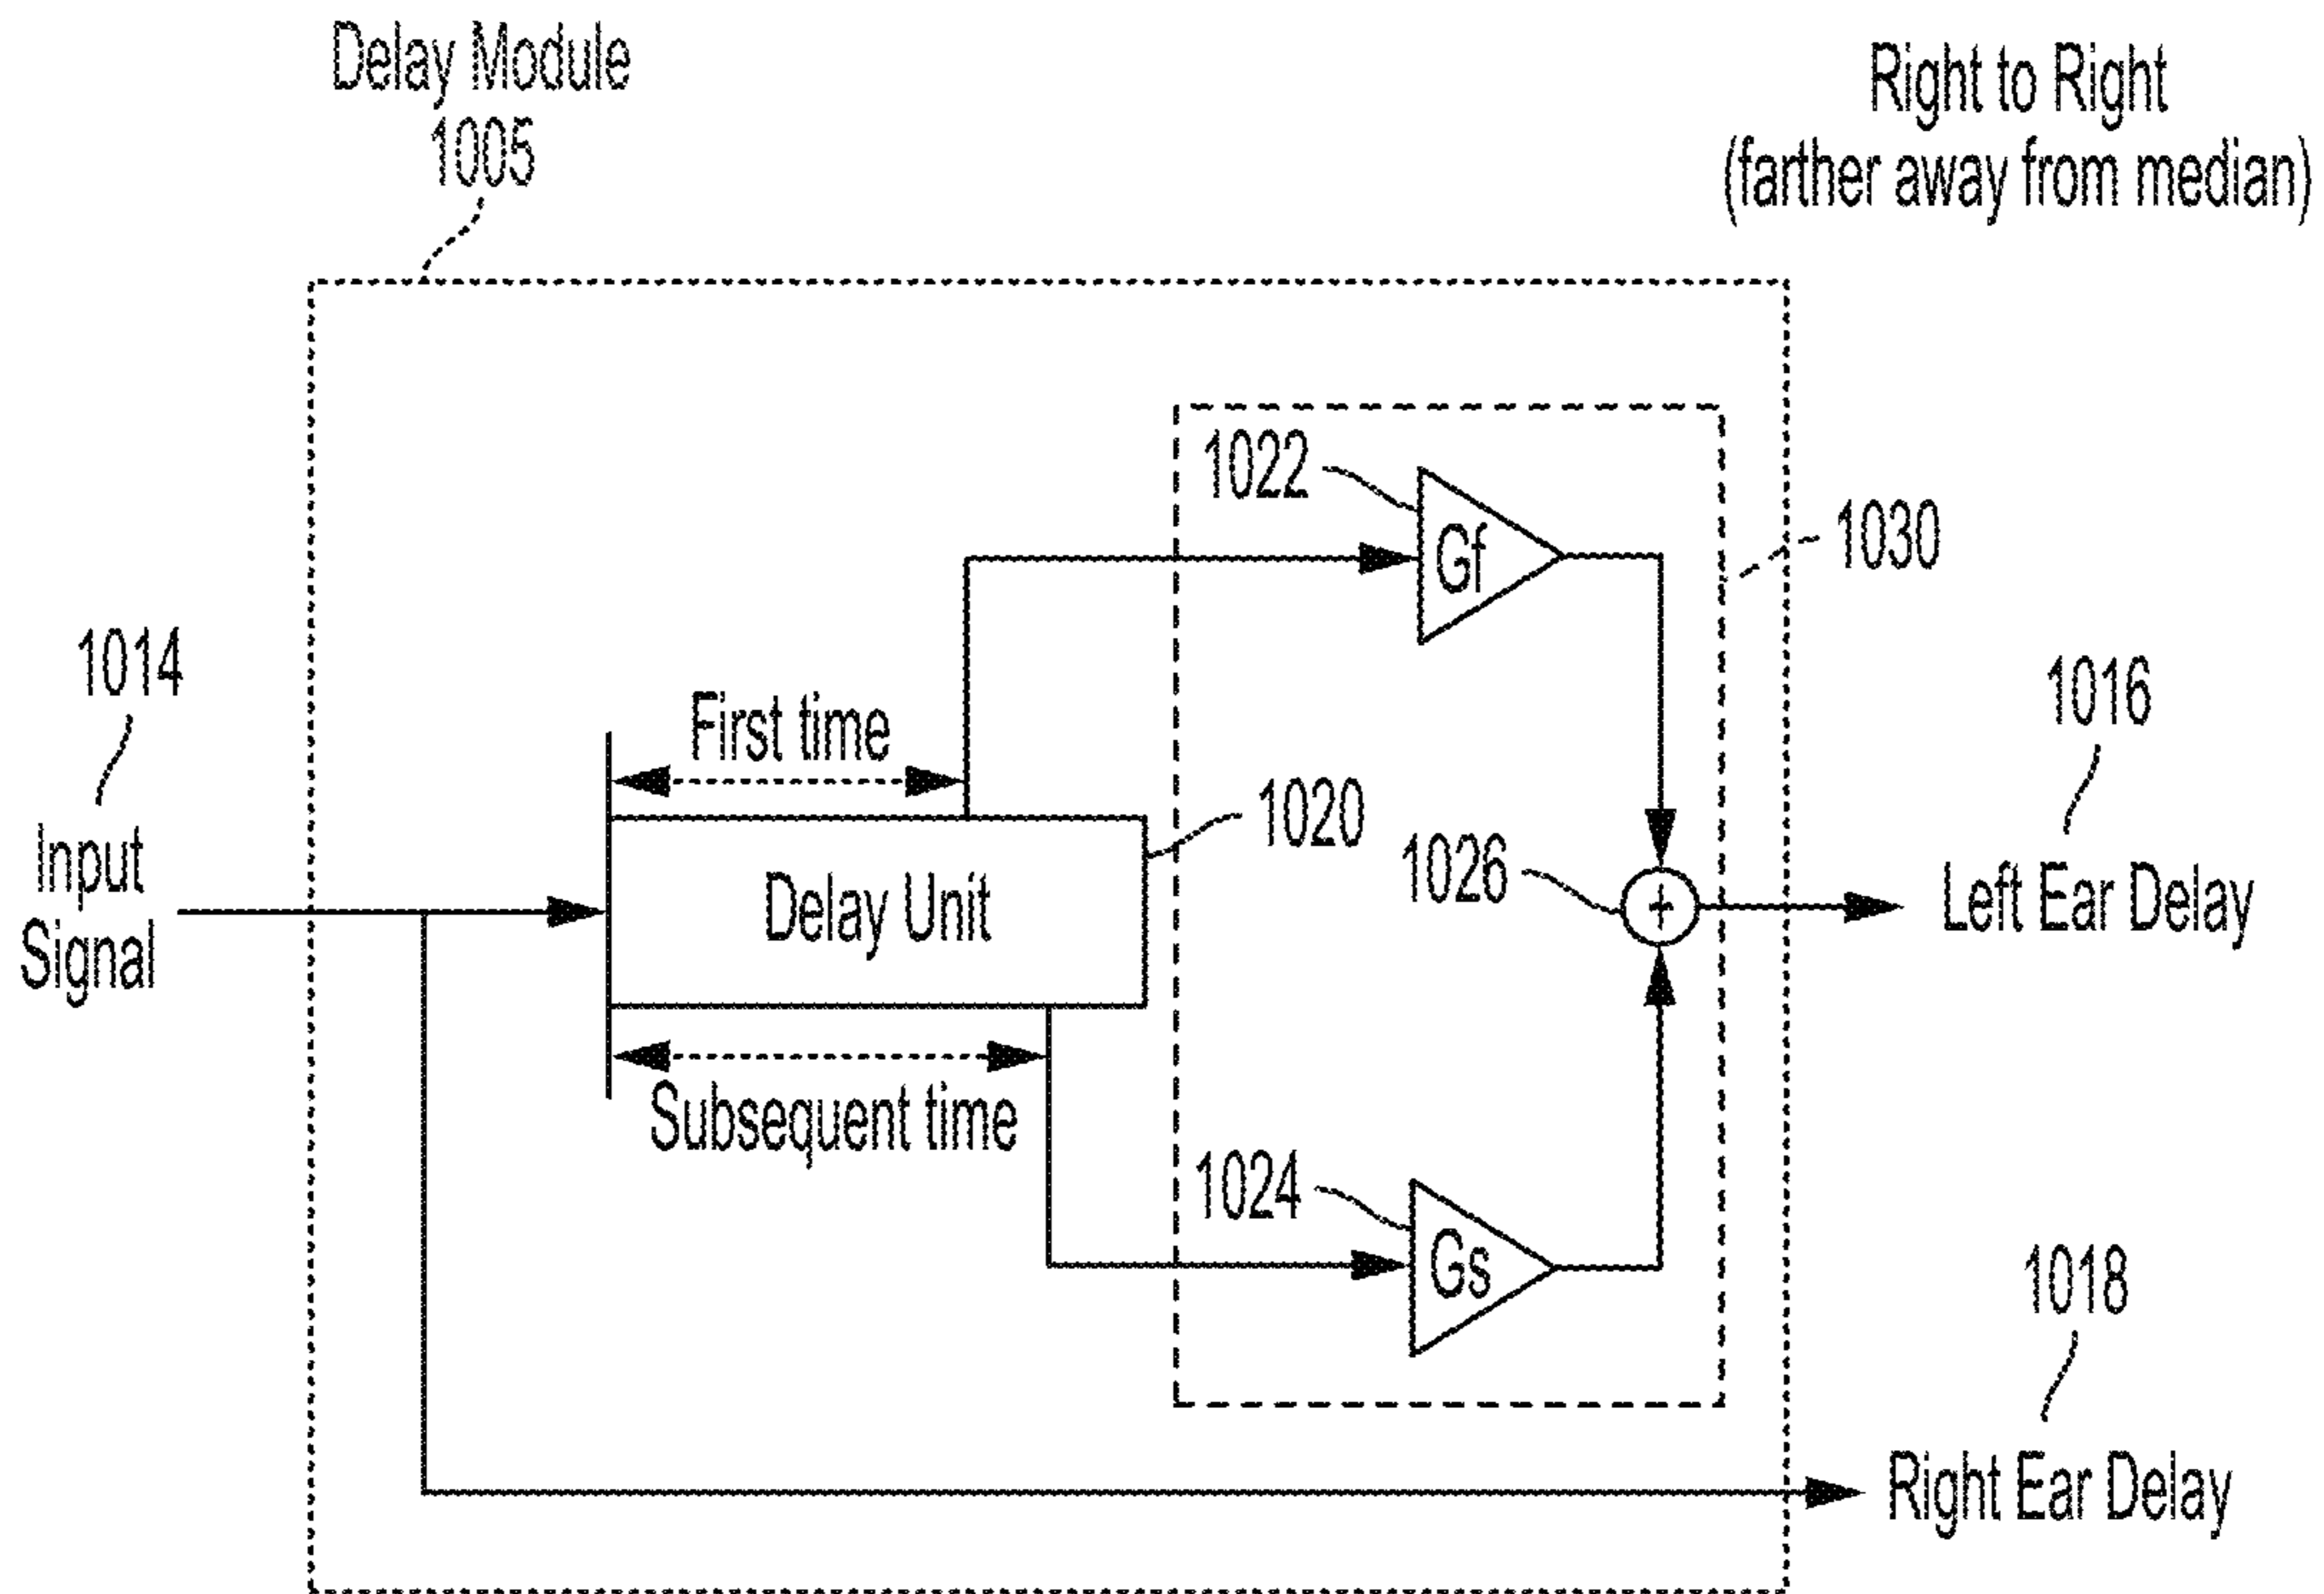 Delay Module
1005
Right to Right
(farther away from median)
1022
Gf
1030
1014
Input
Signal
First time
1020
Delay Unit
1026
+
1016
Left Ear Delay
Subsequent time
1024
Gs
1018
Right Ear Delay